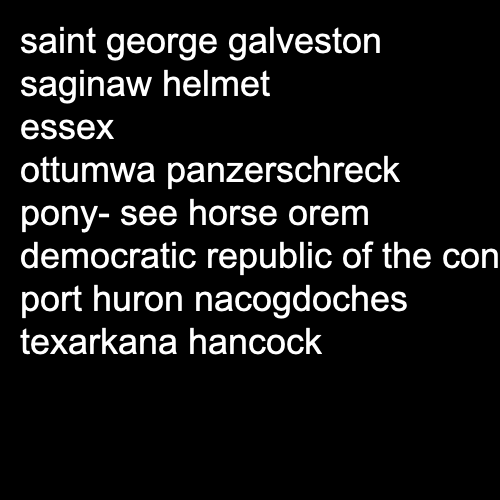 saint george galveston
saginaw helmet
essex
ottumwa panzerschreck
pony- see horse orem
democratic republic of the con
port huron nacogdoches
texarkana hancock